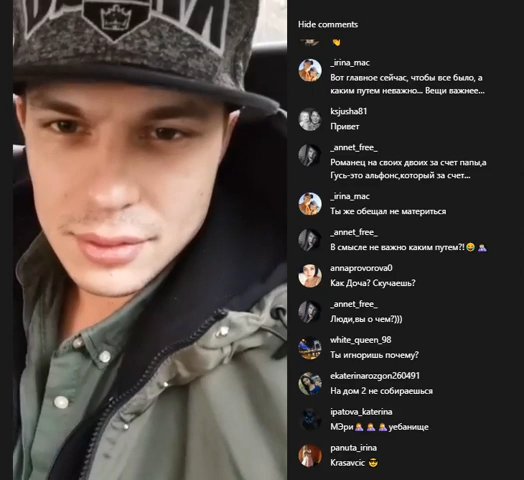 Hide comments
_irina_mac
Вот главное сейчас, чтобы все было, а
каким путем неважно... Вещи важнее...
ksjusha81
Привет
_annet_free_
Романец на своих двоих за счет папы,а
Гусь-это альфонс,который за счет...
_irina_mac
Ты же обещал не материться
_annet_free_
В смысле не важно каким путем?!😄🤷‍♀️
annaprovorova0
Как Доча? Скучаешь?
_annet_free_
Люди,вы о чем?)))
white_queen_98
Ты игноришь почему?
ekaterinarozgon260491
На дом 2 не собираешься
ipatova_katerina
МЭри🤦‍♀️🤦‍♀️🤦‍♀️уебанище
panuta_irina
Krasavcic 😎